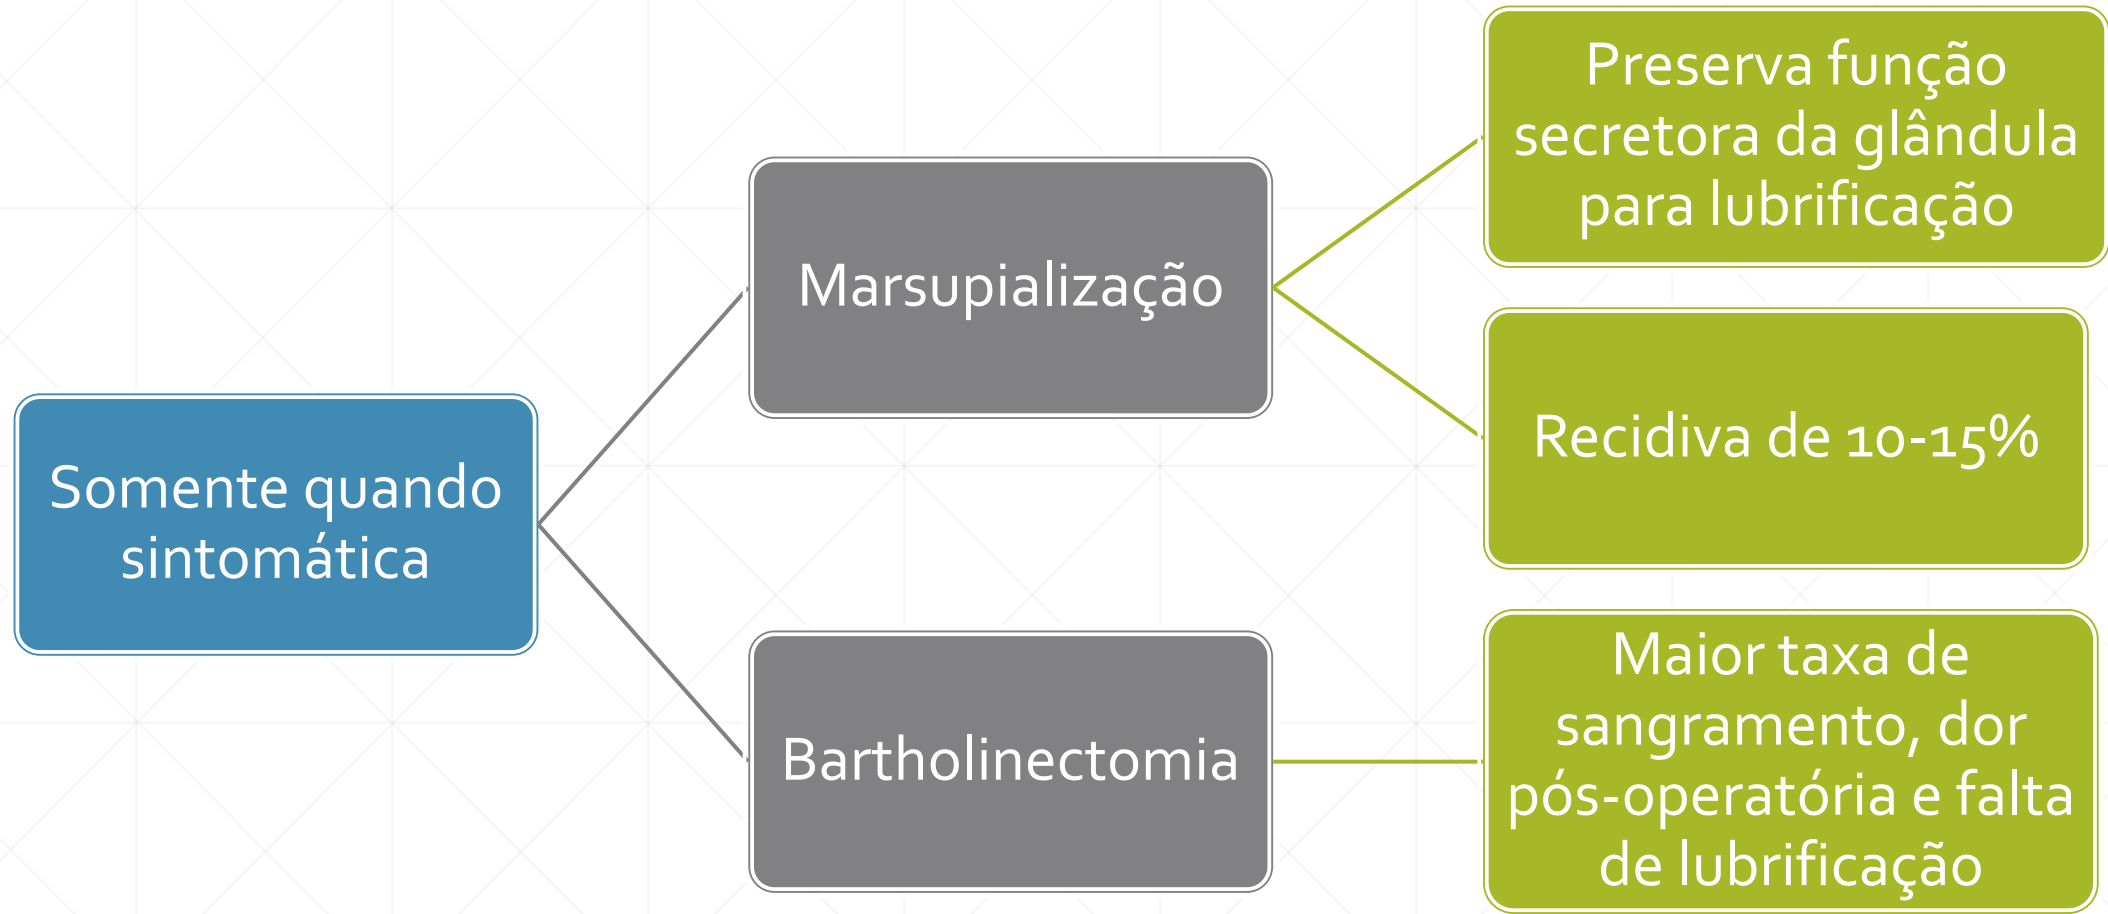 Somente quando
sintomática
Marsupialização
Preserva função
secretora da glândula
para lubrificação
Recidiva de 10-15%
Bartholinectomia
Maior taxa de
sangramento, dor
pós-operatória e falta
de lubrificação